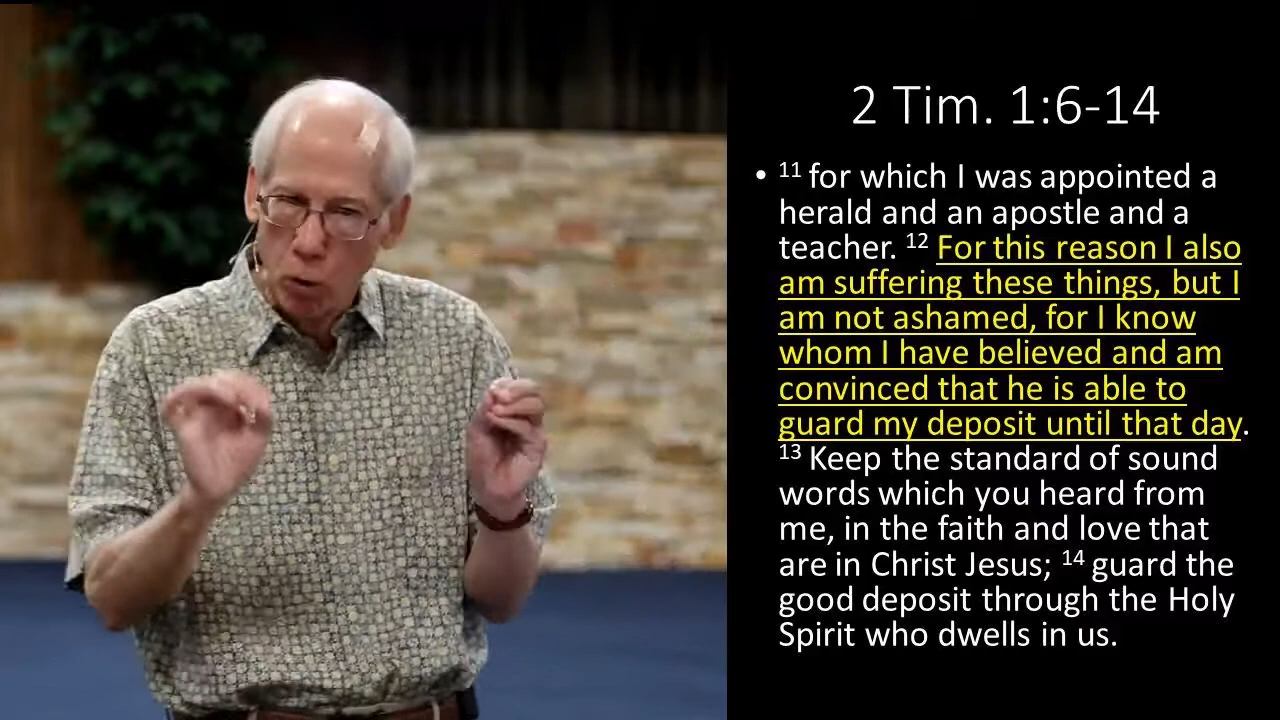 2 Tim. 1:6-14
• ¹¹ for which I was appointed a
herald and an apostle and a
teacher. ¹² For this reason I also
am suffering these things, but I
am not ashamed, for I know
whom I have believed and am
convinced that he is able to
guard my deposit until that day.
¹³ Keep the standard of sound
words which you heard from
me, in the faith and love that
are in Christ Jesus; ¹⁴ guard the
good deposit through the Holy
Spirit who dwells in us.